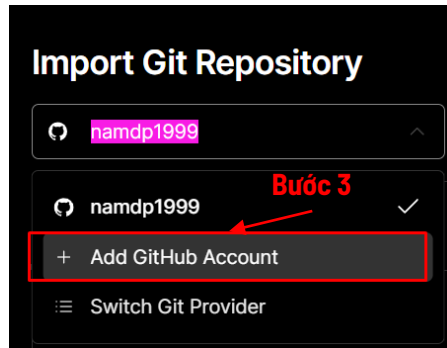 Import Git Repository
namdp1999
Bước 3
namdp1999
Add GitHub Account
Switch Git Provider